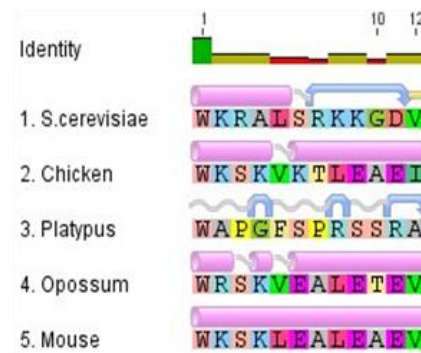 1 10 12
Identity
1. S.cerevisiae WKRALSRKKGDV
2. Chicken WKSKVKTLEAEI
3. Platypus WAPGFSPRSSRA
4. Opossum WRSKVEALETEV
5. Mouse WKSKLEALEAEV